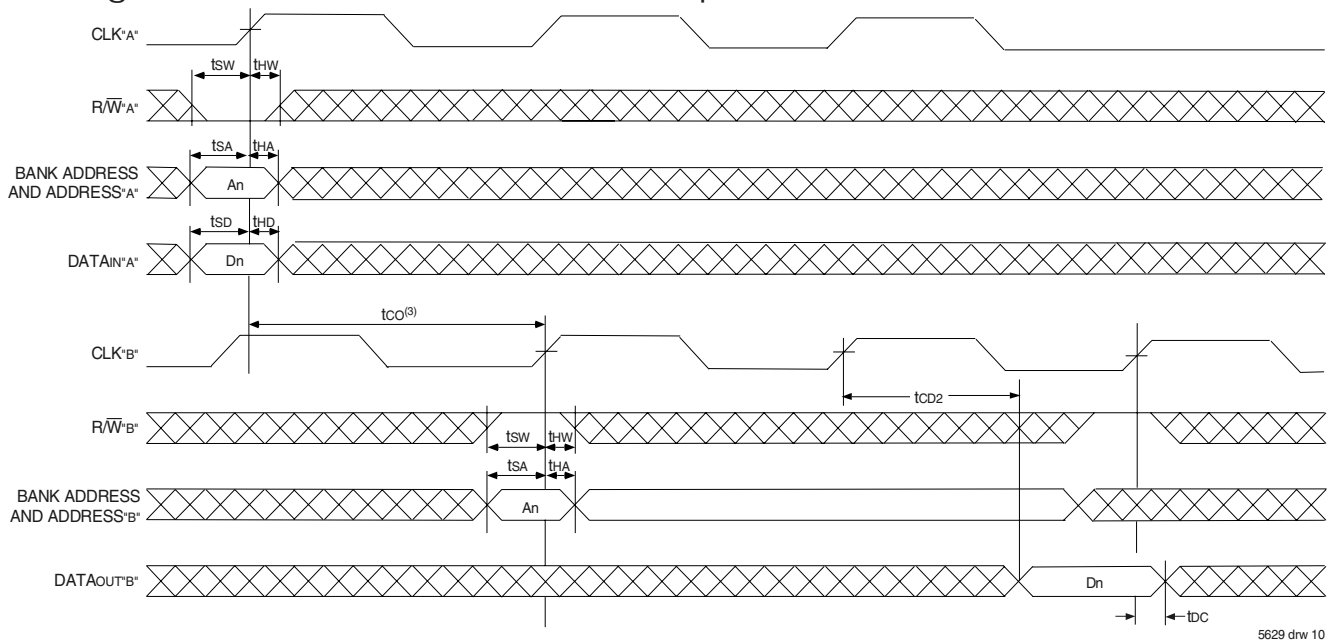 CLK"A"
tSW tHW
R/W̅"A"
tSA tHA
BANK ADDRESS
AND ADDRESS"A"
An
tSD tHD
DATAIN"A"
Dn
tCO(3)
CLK"B"
tCD2
R/W̅"B"
tSW tHW
tSA tHA
BANK ADDRESS
AND ADDRESS"B"
An
DATAOUT"B"
Dn
tDC
5629 drw 10